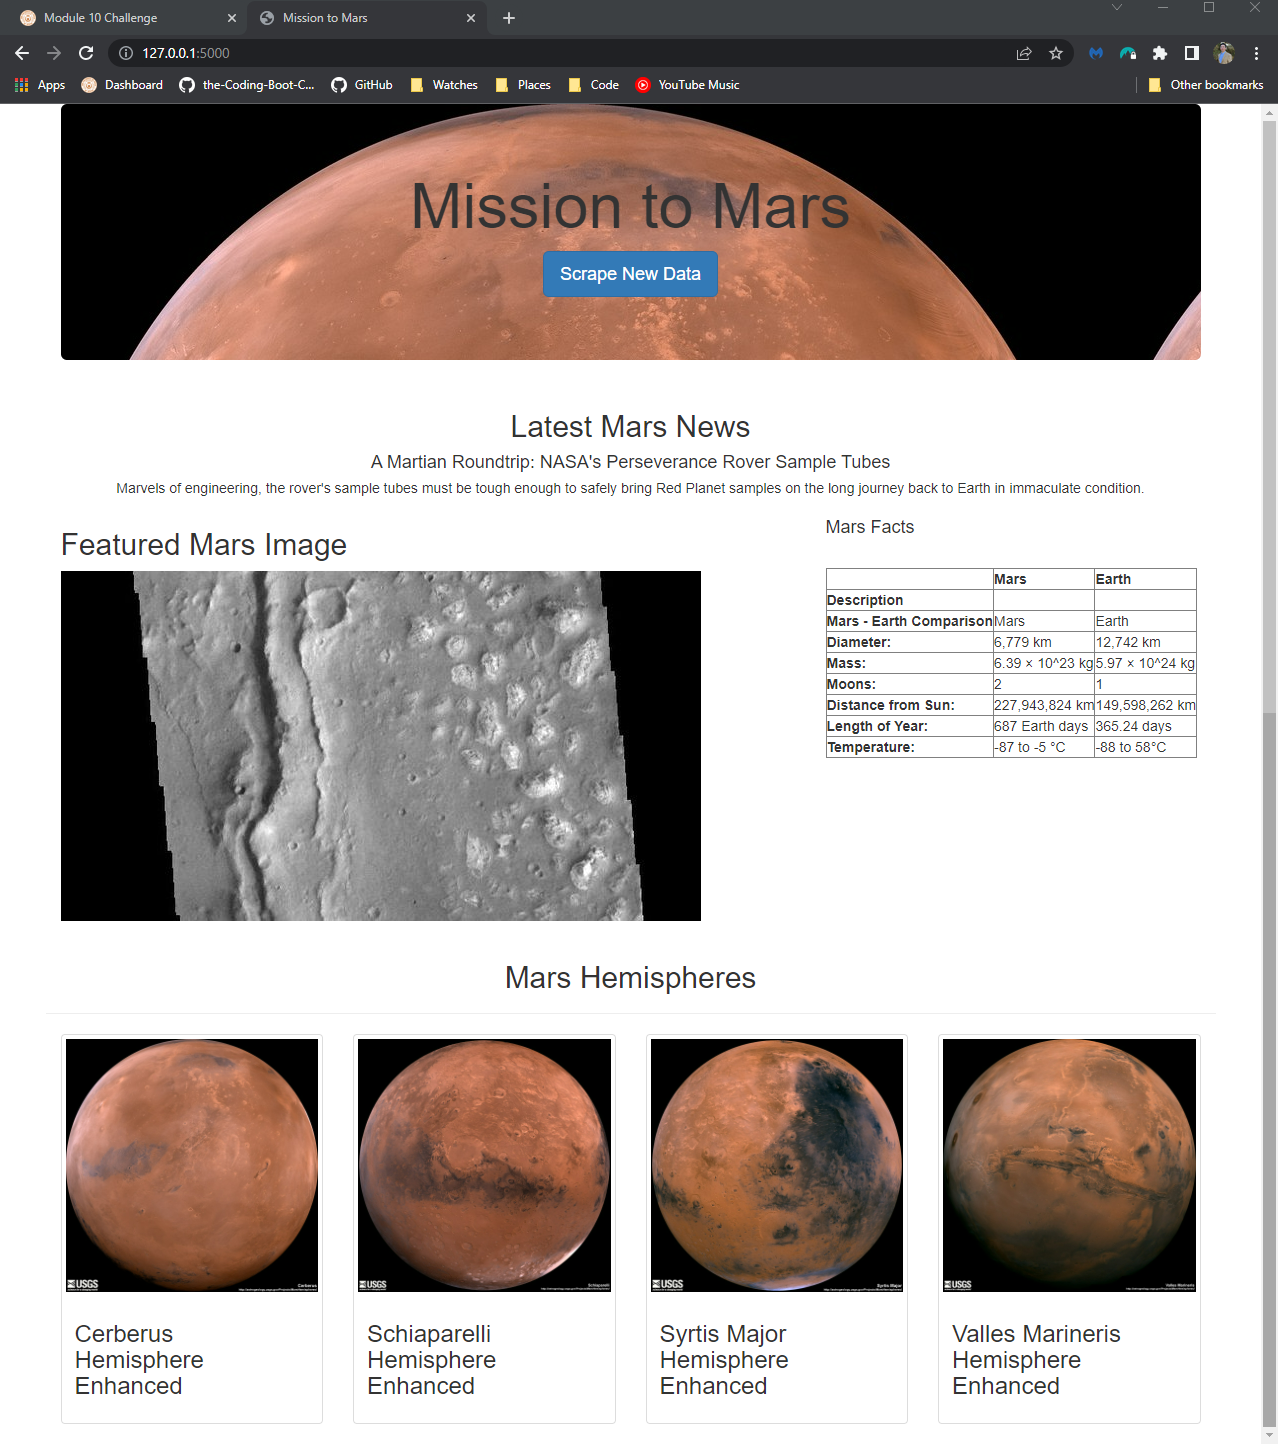 Module 10 Challenge
Mission to Mars
127.0.0.1:5000
Apps
Dashboard
the-Coding-Boot-C...
GitHub
Watches
Places
Code
YouTube Music
Other bookmarks
Mission to Mars
Scrape New Data
Latest Mars News
A Martian Roundtrip: NASA's Perseverance Rover Sample Tubes
Marvels of engineering, the rover's sample tubes must be tough enough to safely bring Red Planet samples on the long journey back to Earth in immaculate condition.
Featured Mars Image
Mars Facts
Mars Earth
Description
Mars - Earth Comparison Mars Earth
Diameter: 6,779 km 12,742 km
Mass: 6.39 × 10^23 kg 5.97 × 10^24 kg
Moons: 2 1
Distance from Sun: 227,943,824 km 149,598,262 km
Length of Year: 687 Earth days 365.24 days
Temperature: -87 to -5 °C -88 to 58°C
Mars Hemispheres
USGS
Cerberus
USGS
Schiaparelli
USGS
Syrtis Major
USGS
Valles Marineris
Cerberus
Hemisphere
Enhanced
Schiaparelli
Hemisphere
Enhanced
Syrtis Major
Hemisphere
Enhanced
Valles Marineris
Hemisphere
Enhanced